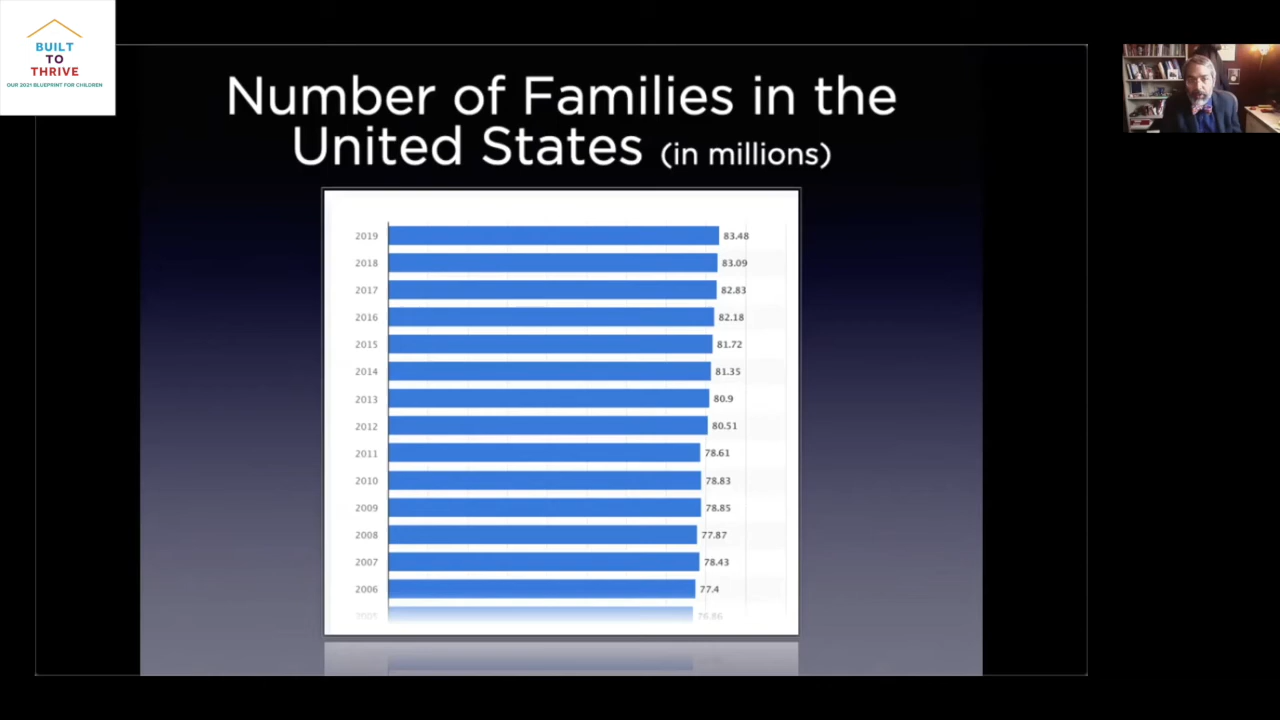 BUILT
TO
THRIVE
OUR 2021 BLUEPRINT FOR CHILDREN
Number of Families in the
United States (in millions)
2019 83.48
2018 83.09
2017 82.83
2016 82.18
2015 81.72
2014 81.35
2013 80.9
2012 80.51
2011 78.61
2010 78.83
2009 78.85
2008 77.87
2007 78.43
2006 77.4
2005 76.86